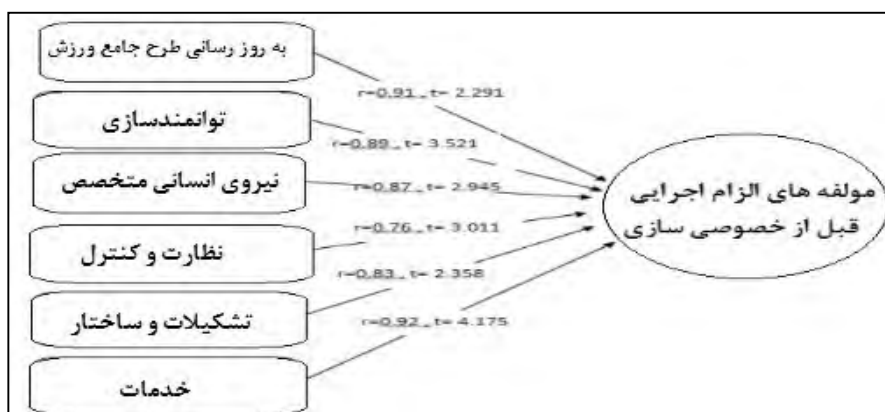 به روز رسانی طرح جامع ورزش
r=0.91 _ t= 2.291
توانمندسازی
r=0.89 _ t= 3.521
نیروی انسانی متخصص
r=0.87 _ t= 2.945
مولفه های الزام اجرایی
قبل از خصوصی سازی
نظارت و کنترل
r=0.76 _ t= 3.011
تشکیلات و ساختار
r=0.83 _ t= 2.358
خدمات
r=0.92 _ t= 4.175